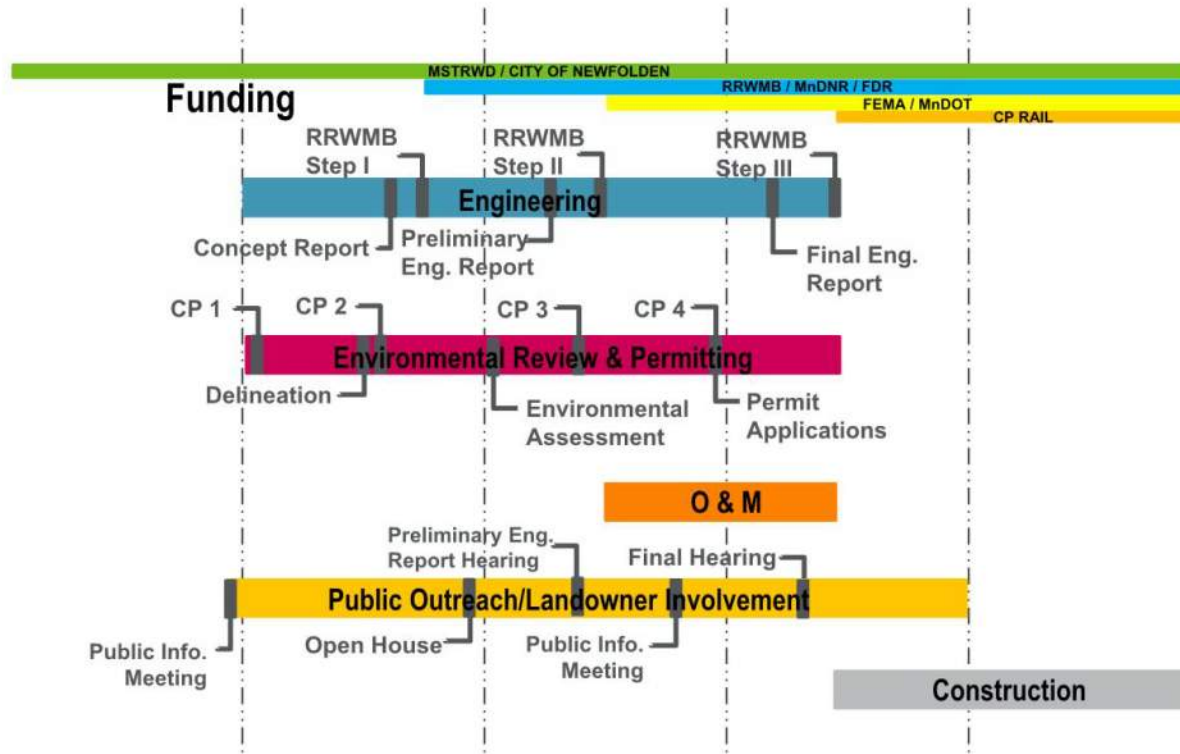 MSTRWD / CITY OF NEWFOLDEN
Funding
RRWMB / MnDNR / FDR
FEMA / MnDOT
CP RAIL
RRWMB
Step I
RRWMB
Step II
RRWMB
Step III
Engineering
Concept Report
Preliminary
Eng. Report
Final Eng.
Report
CP 1
CP 2
CP 3
CP 4
Environmental Review & Permitting
Delineation
Environmental
Assessment
Permit
Applications
O & M
Preliminary Eng.
Report Hearing
Final Hearing
Public Outreach/Landowner Involvement
Public Info.
Meeting
Open House
Public Info.
Meeting
Construction